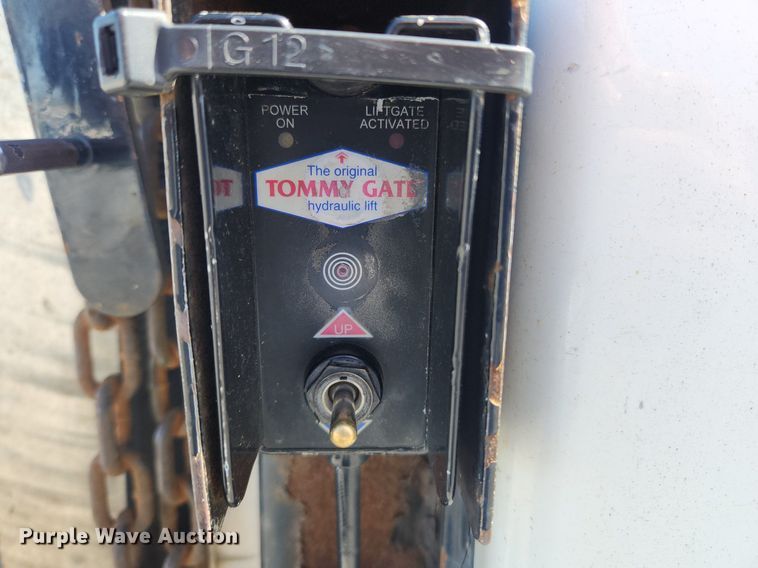 G12
POWER
ON
LIFTGATE
ACTIVATED
The original
TOMMY GATE
hydraulic lift
UP
Purple Wave Auction